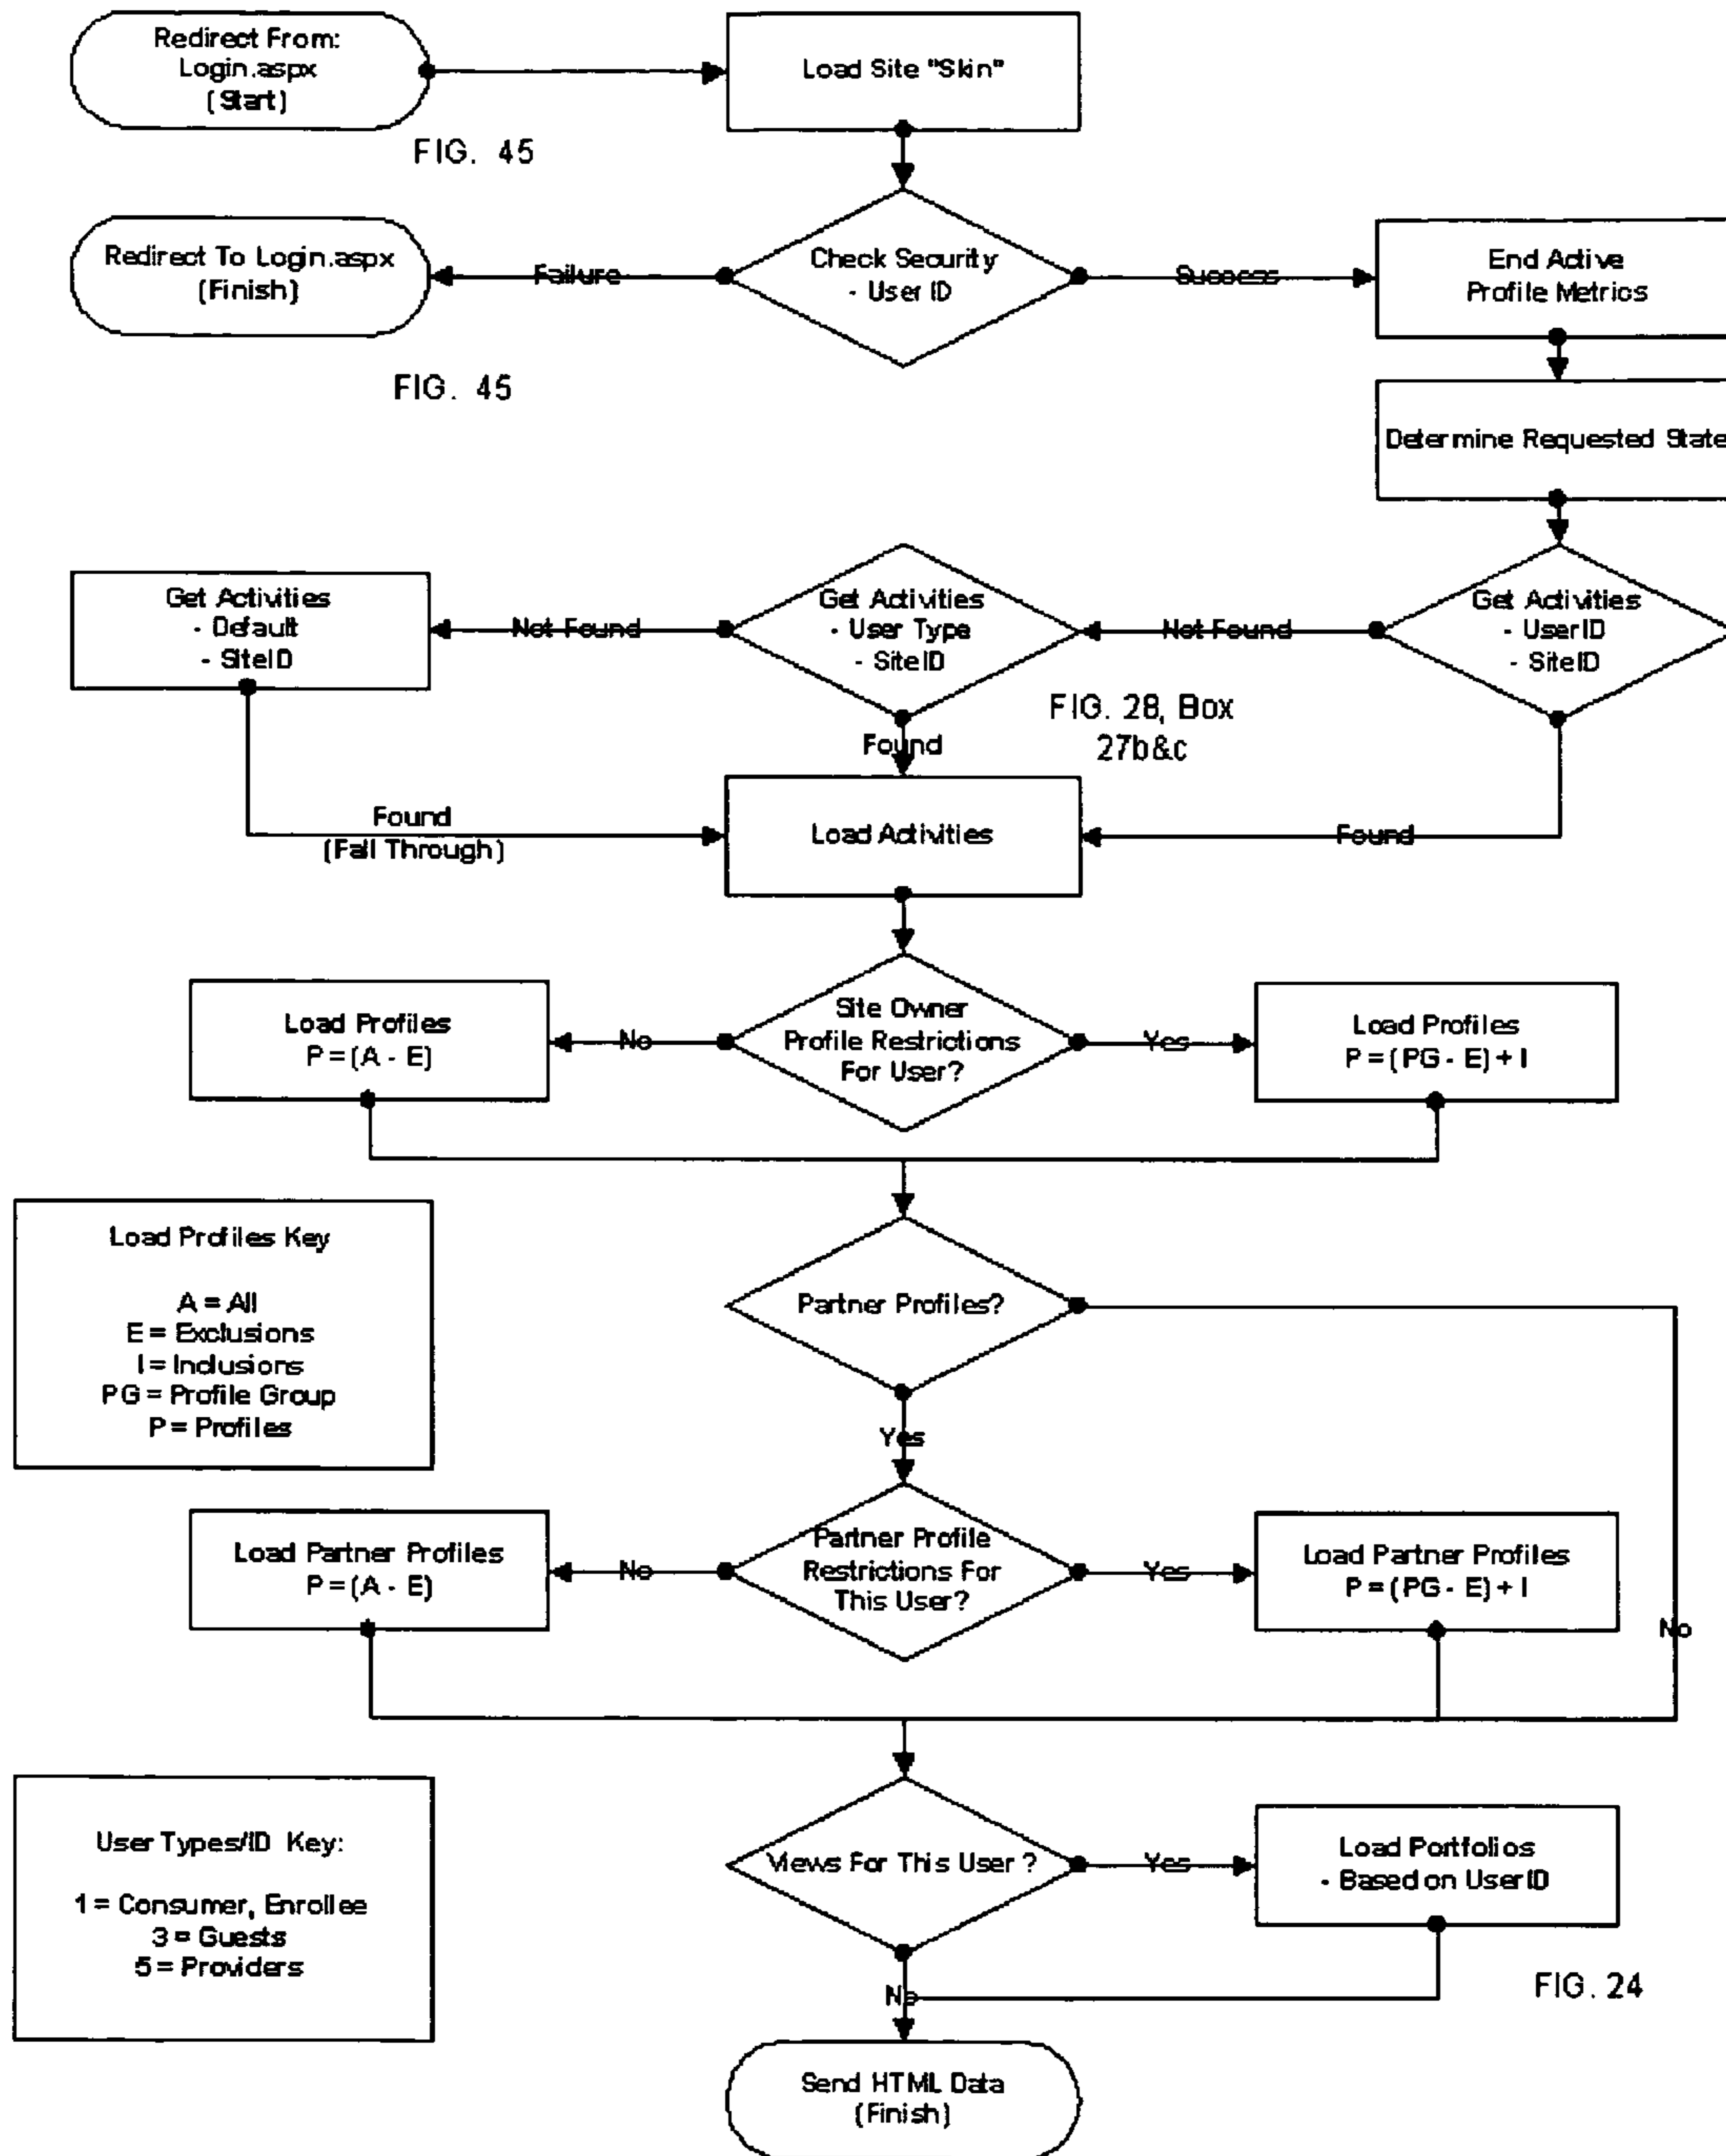 Redirect From:
Login.aspx
(Start)
Load Site "Skin"
FIG. 45
Redirect To Login.aspx
(Finish)
Failure
Check Security
- User ID
Success
End Active
Profile Metrics
FIG. 45
Determine Requested State
Get Activities
- Default
- SiteID
Not Found
Get Activities
- User Type
- SiteID
Not Found
Get Activities
- UserID
- SiteID
FIG. 28, Box
27b&c
Found
Found
(Fall Through)
Load Activities
Found
Load Profiles
P = (A - E)
No
Site Owner
Profile Restrictions
For User?
Yes
Load Profiles
P = (PG - E) + I
Load Profiles Key
A = All
E = Exclusions
I = Inclusions
PG = Profile Group
P = Profiles
Partner Profiles?
Yes
Load Partner Profiles
P = (A - E)
No
Partner Profile
Restrictions For
This User?
Yes
Load Partner Profiles
P = (PG - E) + I
No
User Types/ID Key:
1 = Consumer, Enrollee
3 = Guests
5 = Providers
Views For This User ?
Yes
Load Portfolios
- Based on UserID
No
FIG. 24
Send HTML Data
(Finish)